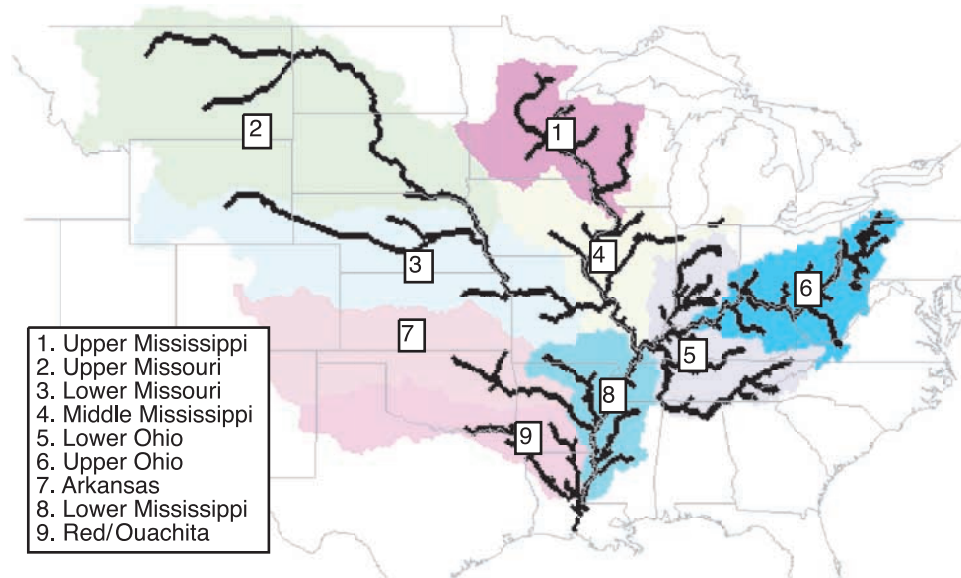 1
2
3
4
6
7
5
8
9
1. Upper Mississippi
2. Upper Missouri
3. Lower Missouri
4. Middle Mississippi
5. Lower Ohio
6. Upper Ohio
7. Arkansas
8. Lower Mississippi
9. Red/Ouachita